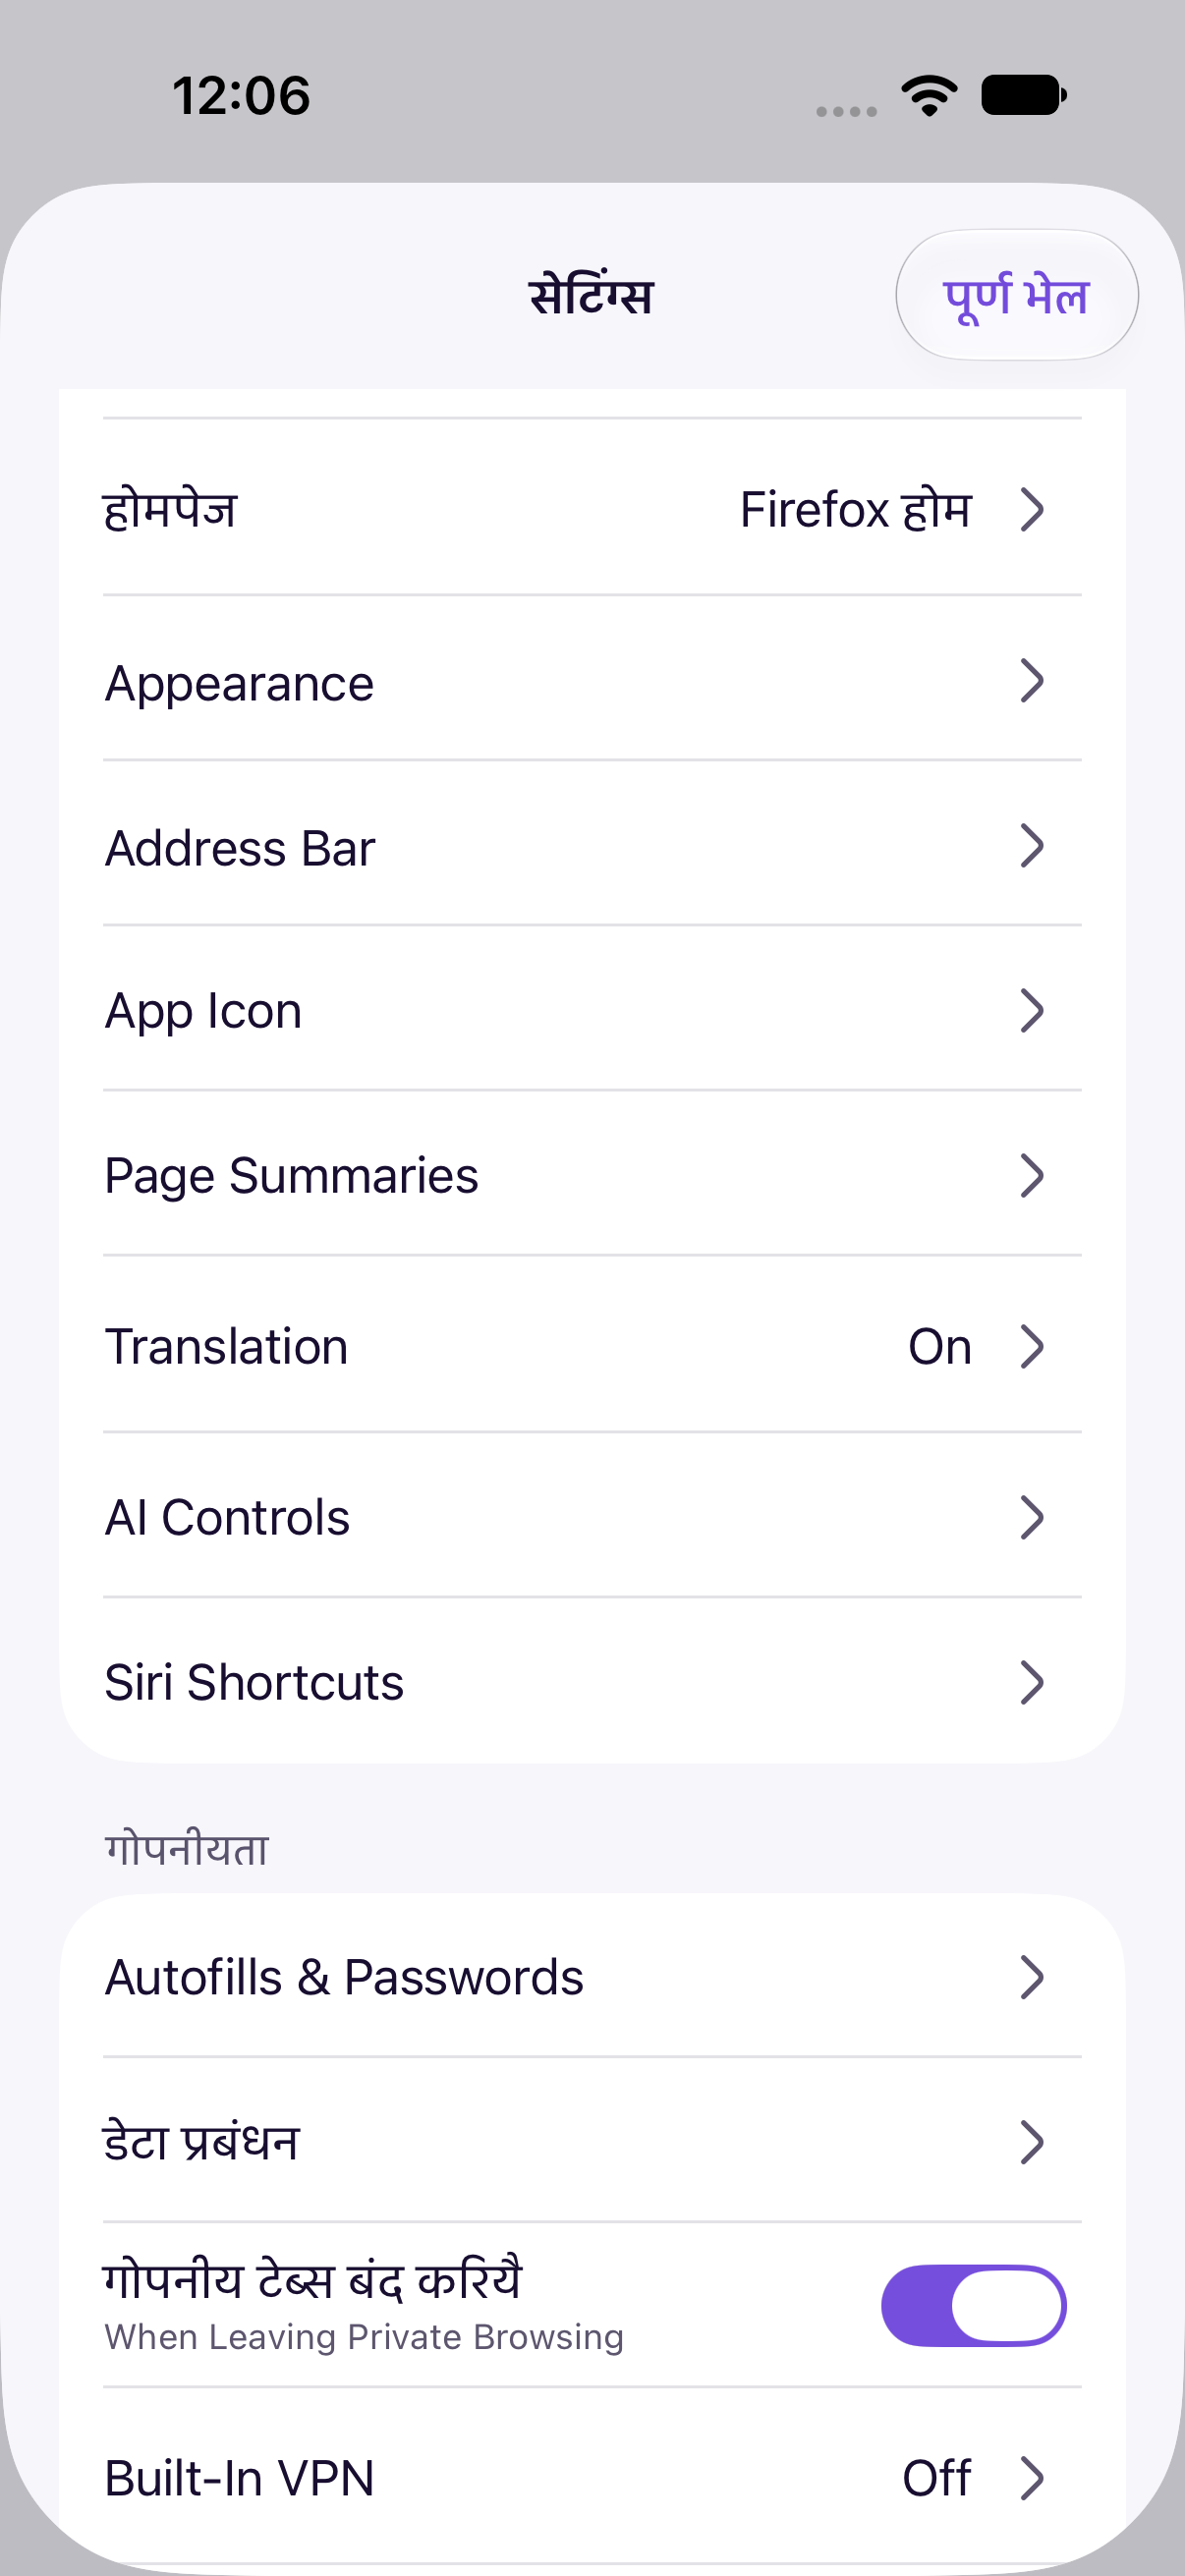 12:06
सेटिंग्स
पूर्ण भेल
होमपेज
Firefox होम
Appearance
Address Bar
App Icon
Page Summaries
Translation
On
AI Controls
Siri Shortcuts
गोपनीयता
Autofills & Passwords
डेटा प्रबंधन
गोपनीय टेब्स बंद करियै
When Leaving Private Browsing
Built-In VPN
Off